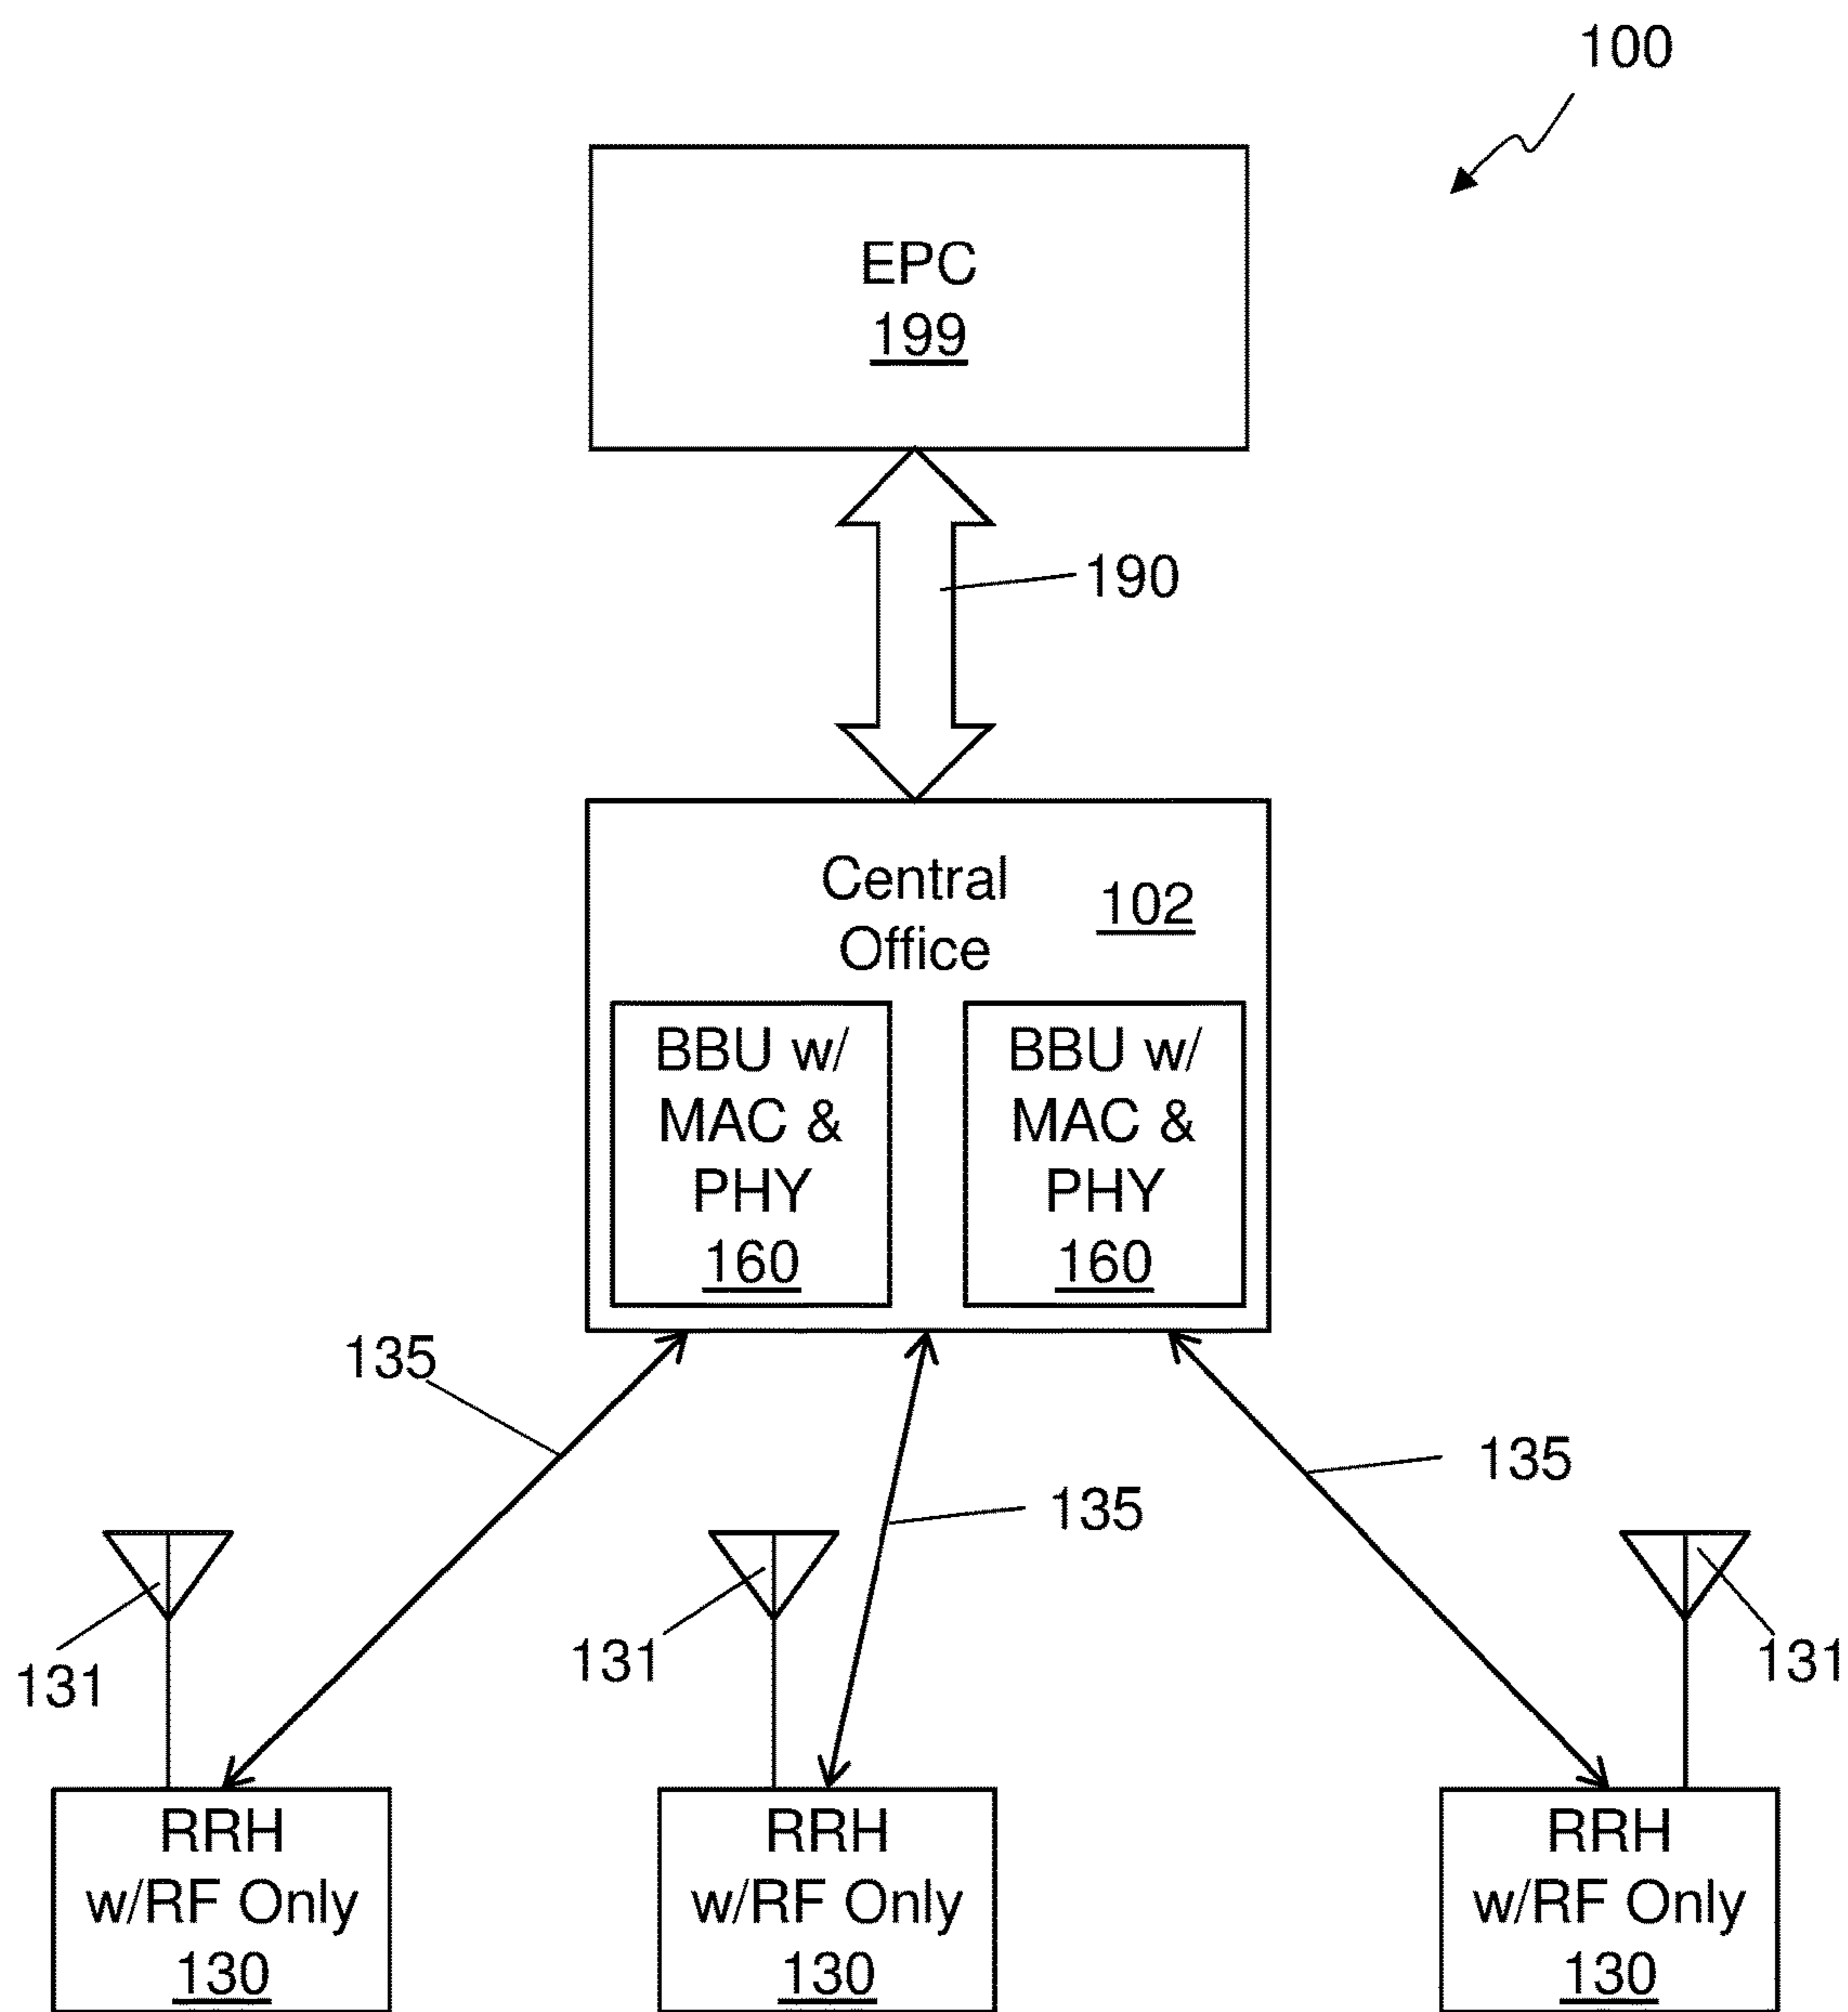 100
EPC
199
190
Central
Office
102
BBU w/
MAC &
PHY
160
BBU w/
MAC &
PHY
160
135
135
135
131
131
131
RRH
w/RF Only
130
RRH
w/RF Only
130
RRH
w/RF Only
130